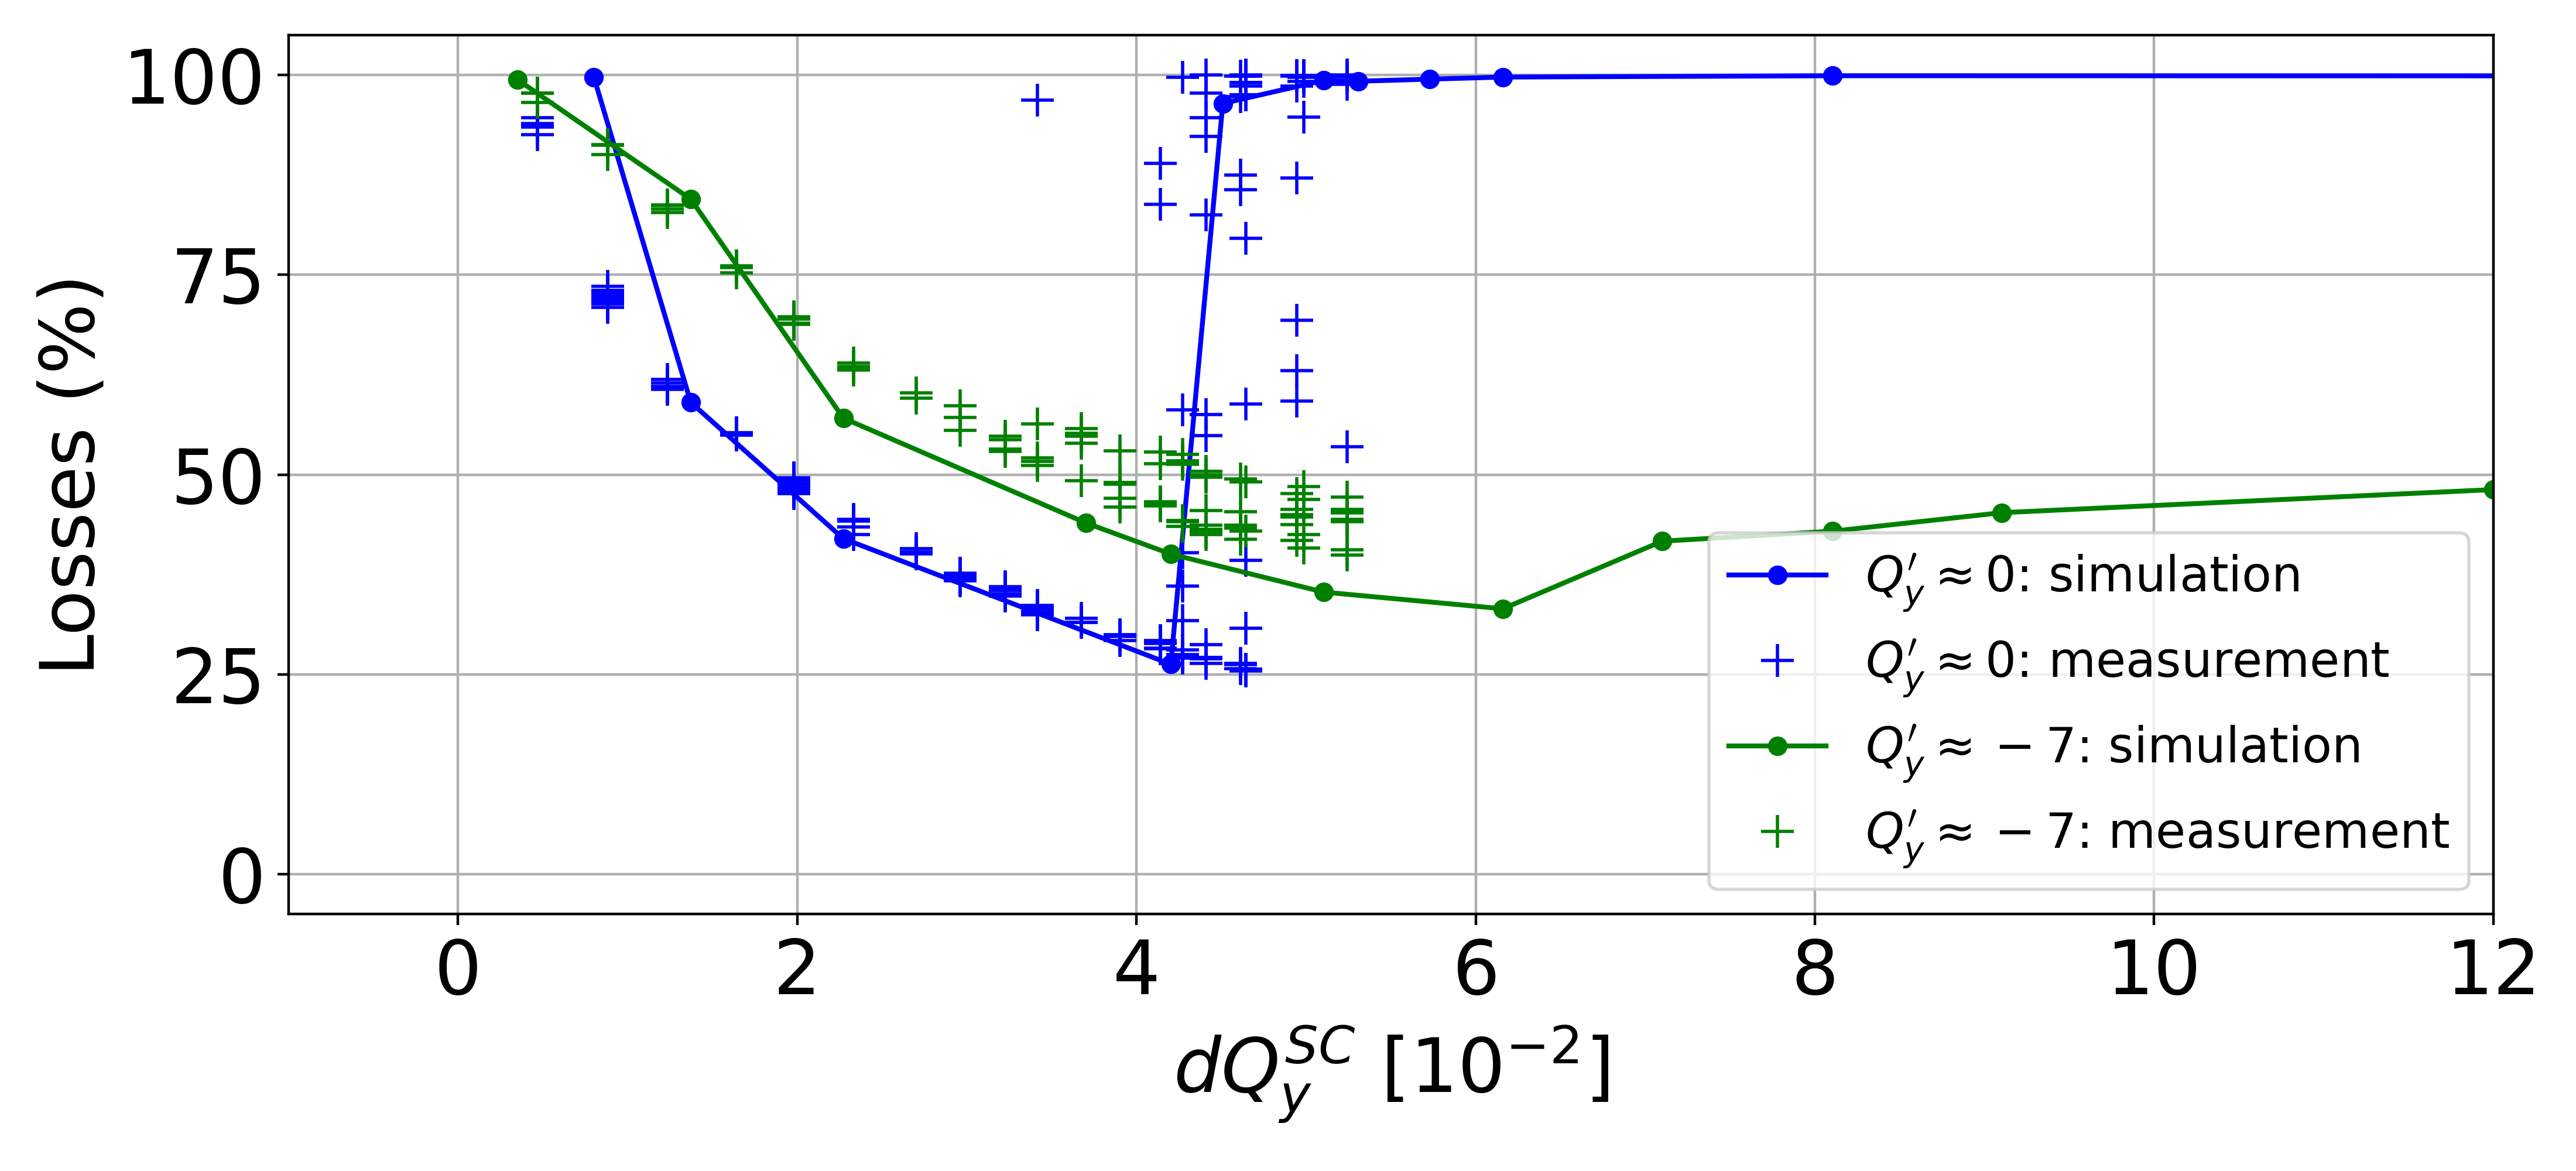 Losses (%)
100
75
50
25
0
0 2 4 6 8 10 12
dQ_y^{SC} [10^{-2}]
Q′_y ≈ 0: simulation
Q′_y ≈ 0: measurement
Q′_y ≈ − 7: simulation
Q′_y ≈ − 7: measurement